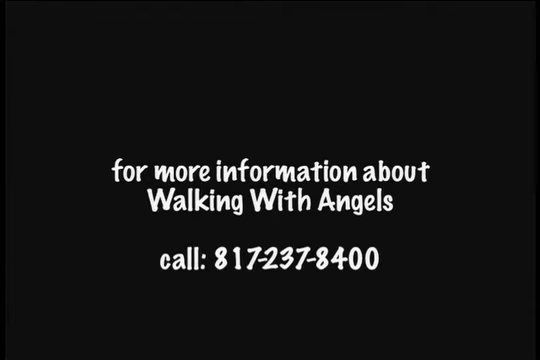 for more information about
Walking With Angels
call: 817-237-8400